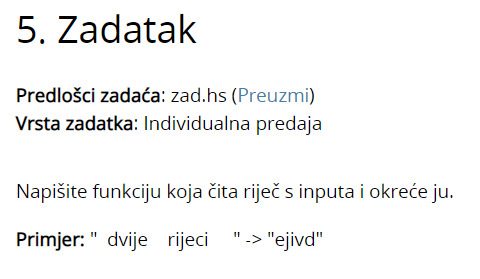 5. Zadatak
Predlošci zadaća: zad.hs (Preuzmi)
Vrsta zadatka: Individualna predaja
Napišite funkciju koja čita riječ s inputa i okreće ju.
Primjer: "  dvije    rijeci     " -> "ejivd"